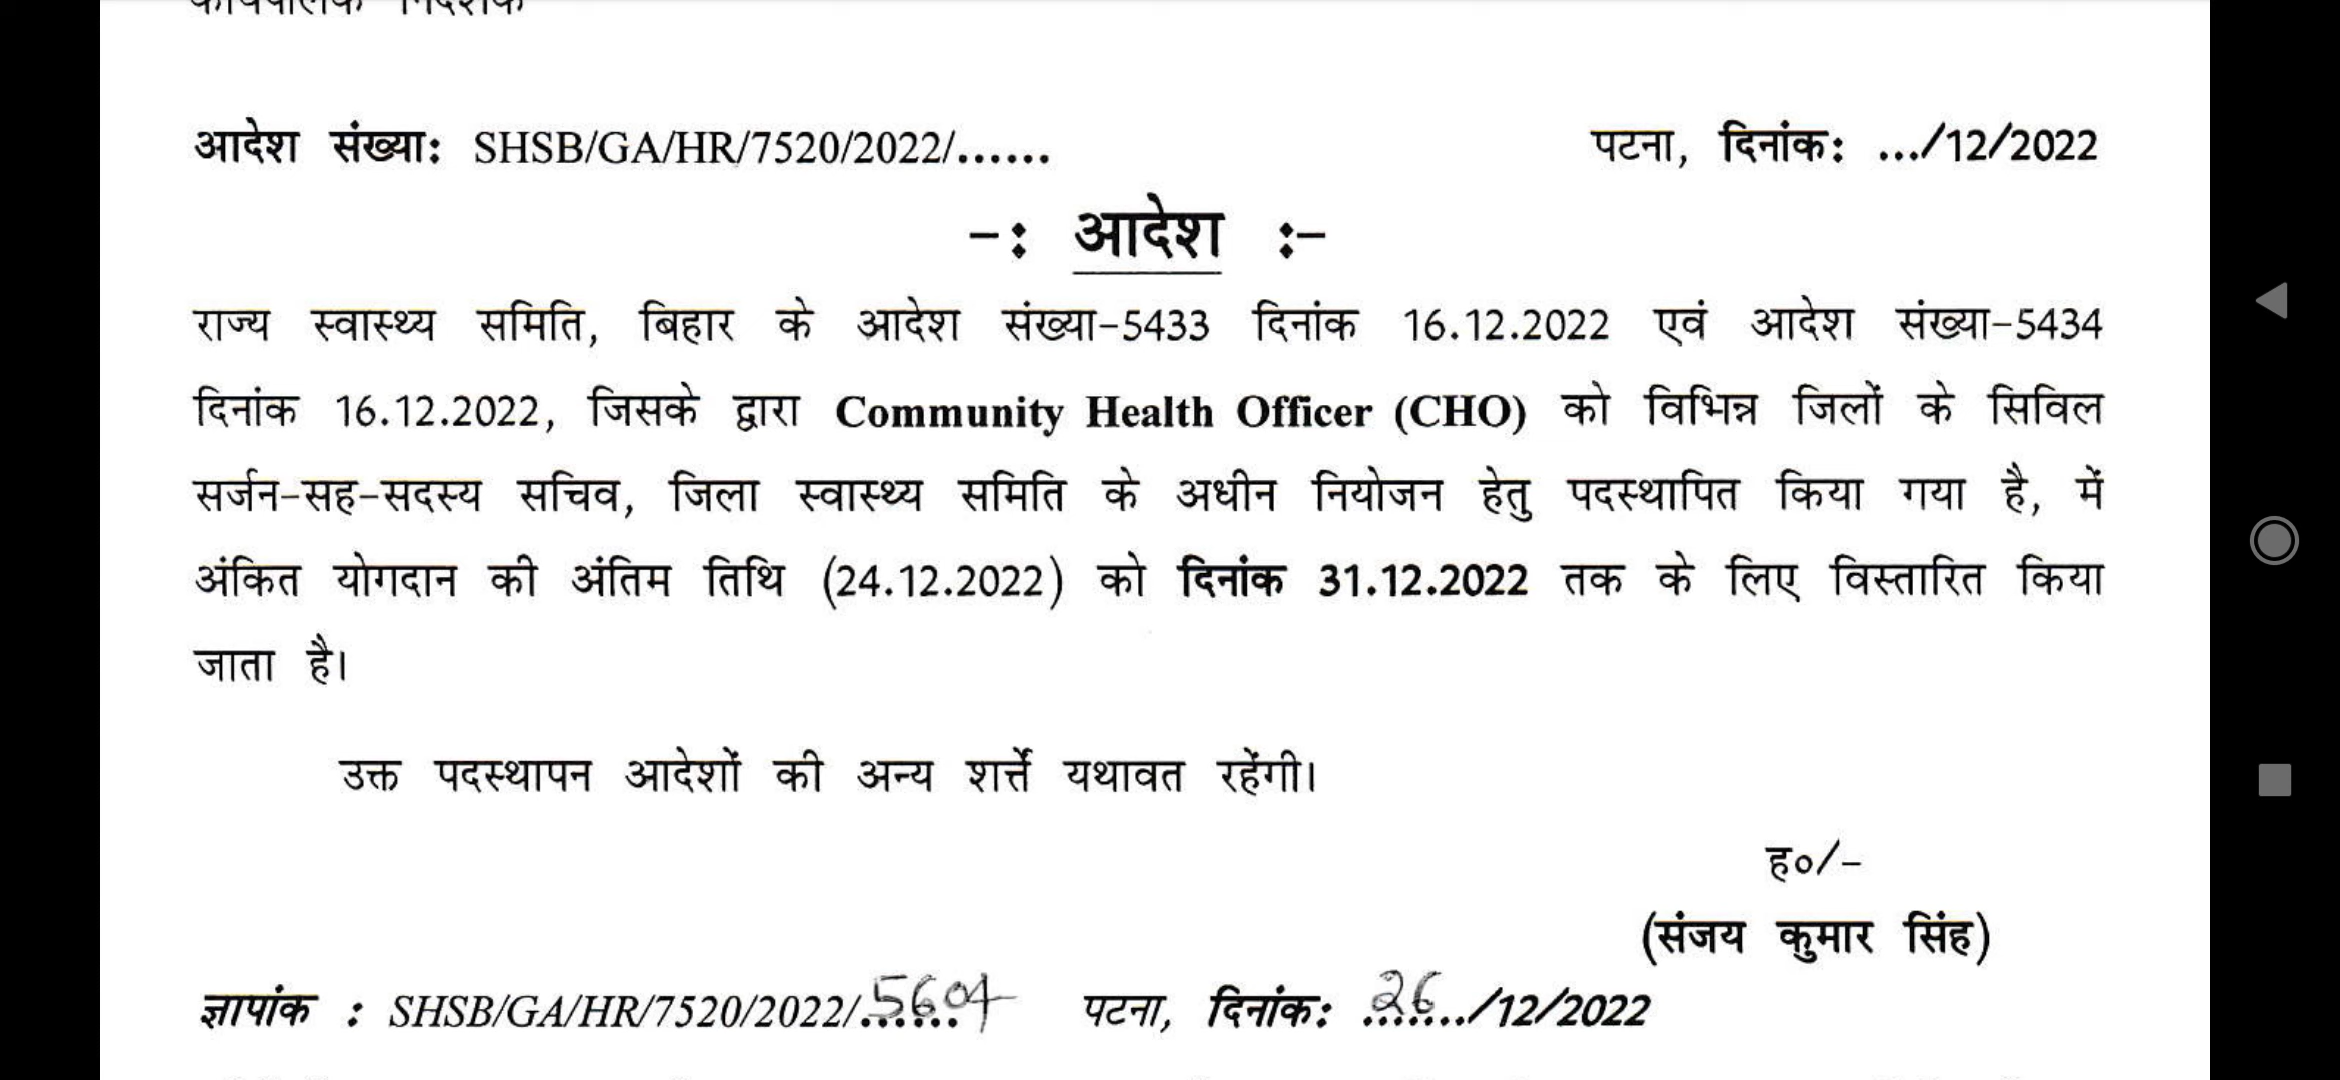 कार्यपालक निदेशक
आदेश संख्या: SHSB/GA/HR/7520/2022/...... पटना, दिनांक: .../12/2022
-: आदेश :-
राज्य स्वास्थ्य समिति, बिहार के आदेश संख्या-5433 दिनांक 16.12.2022 एवं आदेश संख्या-5434
दिनांक 16.12.2022, जिसके द्वारा Community Health Officer (CHO) को विभिन्न जिलों के सिविल
सर्जन-सह-सदस्य सचिव, जिला स्वास्थ्य समिति के अधीन नियोजन हेतु पदस्थापित किया गया है, में
अंकित योगदान की अंतिम तिथि (24.12.2022) को दिनांक 31.12.2022 तक के लिए विस्तारित किया
जाता है।
उक्त पदस्थापन आदेशों की अन्य शर्त्ते यथावत रहेंगी।
ह०/-
(संजय कुमार सिंह)
ज्ञापांक : SHSB/GA/HR/7520/2022/...5604 पटना, दिनांक: ..26.../12/2022